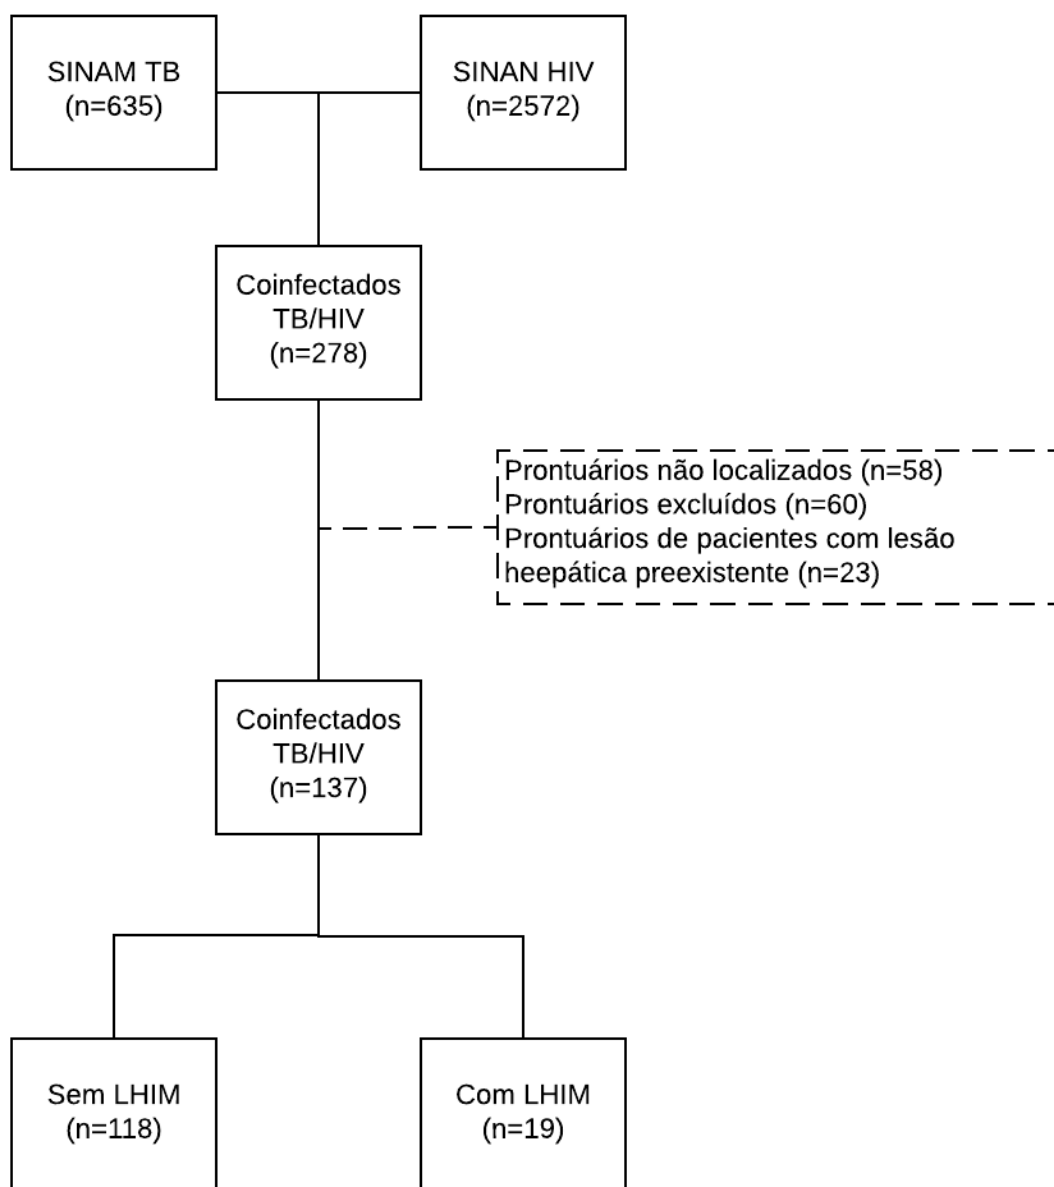 SINAM TB
(n=635)
SINAN HIV
(n=2572)
Coinfectados
TB/HIV
(n=278)
Prontuários não localizados (n=58)
Prontuários excluídos (n=60)
Prontuários de pacientes com lesão
heepática preexistente (n=23)
Coinfectados
TB/HIV
(n=137)
Sem LHIM
(n=118)
Com LHIM
(n=19)